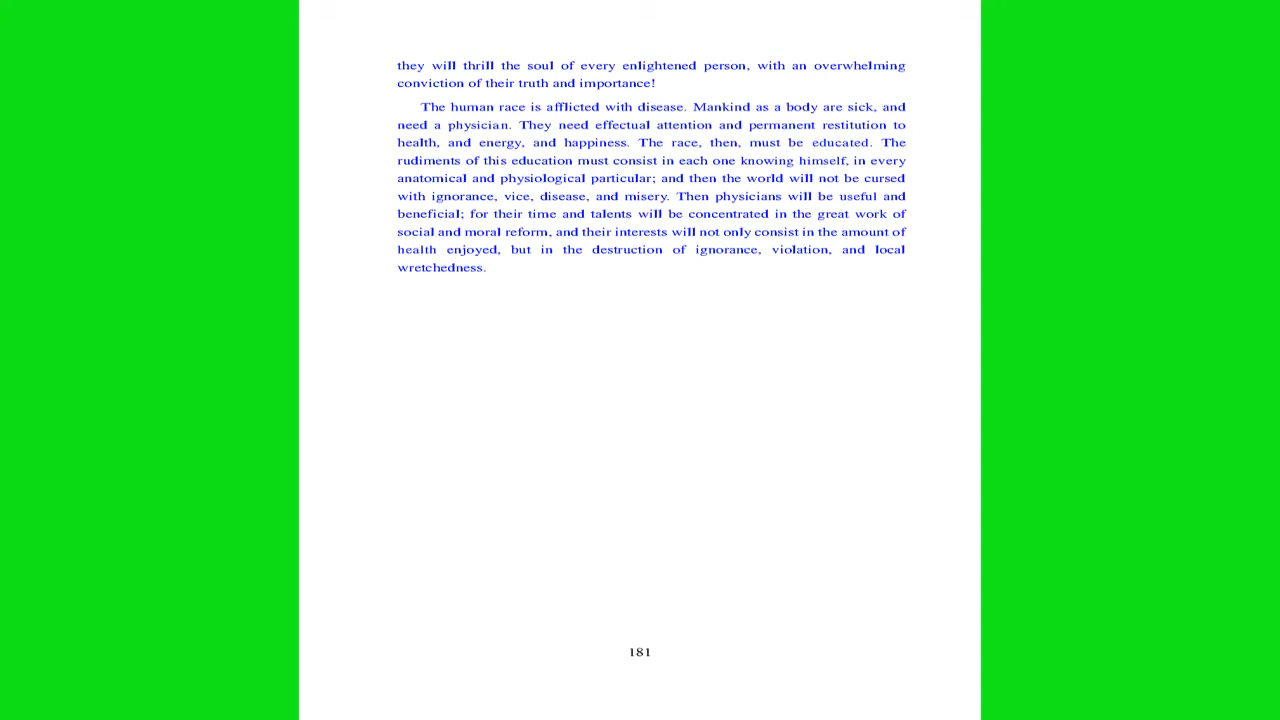 they will thrill the soul of every enlightened person, with an overwhelming
conviction of their truth and importance!
The human race is afflicted with disease. Mankind as a body are sick, and
need a physician. They need effectual attention and permanent restitution to
health, and energy, and happiness. The race, then, must be educated. The
rudiments of this education must consist in each one knowing himself, in every
anatomical and physiological particular; and then the world will not be cursed
with ignorance, vice, disease, and misery. Then physicians will be useful and
beneficial; for their time and talents will be concentrated in the great work of
social and moral reform, and their interests will not only consist in the amount of
health enjoyed, but in the destruction of ignorance, violation, and local
wretchedness.
181